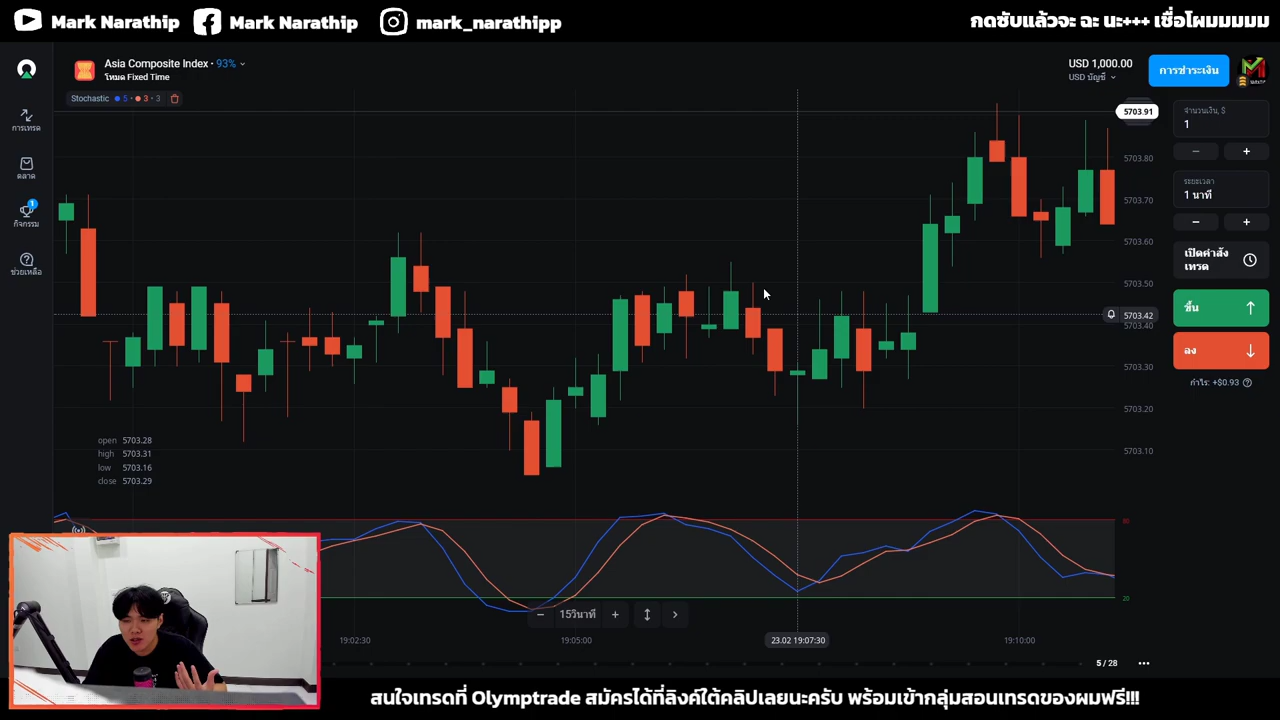 Mark Narathip
Mark Narathip
mark_narathipp
กดซับแล้วจะ ฉะ นะ+++ เชื่อโผมมมมม
Asia Composite Index • 93%
โหมด Fixed Time
USD 1,000.00
USD บัญชี
การชำระเงิน
Stochastic 5 • 3 • 3
การเทรด
ตลาด
1
กิจกรรม
ช่วยเหลือ
5703.91
5703.80
5703.70
5703.60
5703.50
5703.42
5703.40
5703.30
5703.20
5703.10
จำนวนเงิน, $
1
ระยะเวลา
1 นาที
เปิดคำสั่ง
เทรด
ขึ้น
ลง
กำไร: +$0.93
open 5703.28
high 5703.31
low 5703.16
close 5703.29
80
20
15วินาที
19:02:30
19:05:00
23.02 19:07:30
19:10:00
5 / 28
สนใจเทรดที่ Olymptrade สมัครได้ที่ลิงค์ใต้คลิปเลยนะครับ พร้อมเข้ากลุ่มสอนเทรดของผมฟรี!!!